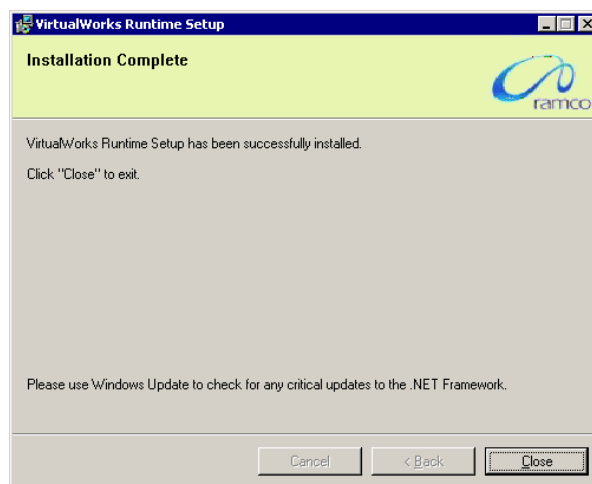 VirtualWorks Runtime Setup
Installation Complete
ramco
VirtualWorks Runtime Setup has been successfully installed.
Click "Close" to exit.
Please use Windows Update to check for any critical updates to the .NET Framework.
Cancel
< Back
Close